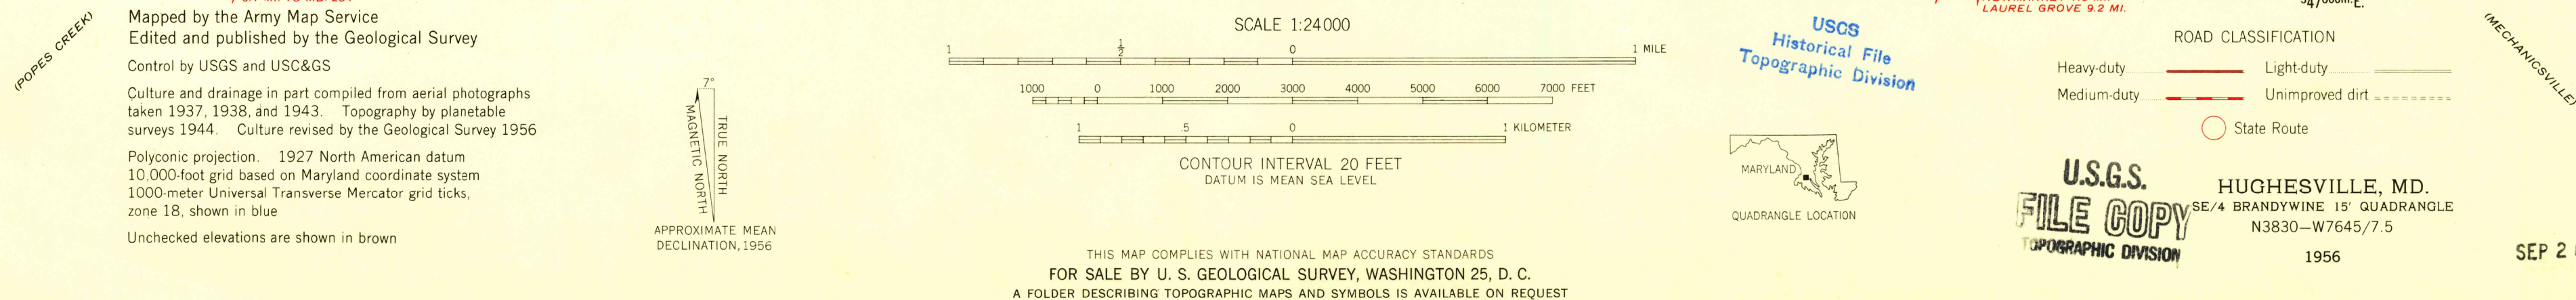 (POPES CREEK)
Mapped by the Army Map Service
Edited and published by the Geological Survey
Control by USGS and USC&GS
Culture and drainage in part compiled from aerial photographs
taken 1937, 1938, and 1943. Topography by planetable
surveys 1944. Culture revised by the Geological Survey 1956
Polyconic projection. 1927 North American datum
10,000-foot grid based on Maryland coordinate system
1000-meter Universal Transverse Mercator grid ticks,
zone 18, shown in blue
Unchecked elevations are shown in brown
7°
MAGNETIC NORTH
TRUE NORTH
APPROXIMATE MEAN
DECLINATION, 1956
SCALE 1:24000
1 ½ 0 1 MILE
1000 0 1000 2000 3000 4000 5000 6000 7000 FEET
1 .5 0 1 KILOMETER
CONTOUR INTERVAL 20 FEET
DATUM IS MEAN SEA LEVEL
THIS MAP COMPLIES WITH NATIONAL MAP ACCURACY STANDARDS
FOR SALE BY U. S. GEOLOGICAL SURVEY, WASHINGTON 25, D. C.
A FOLDER DESCRIBING TOPOGRAPHIC MAPS AND SYMBOLS IS AVAILABLE ON REQUEST
USGS
Historical File
Topographic Division
MARYLAND
QUADRANGLE LOCATION
LAUREL GROVE 9.2 MI.
ROAD CLASSIFICATION
Heavy-duty Light-duty
Medium-duty Unimproved dirt
State Route
(MECHANICSVILLE)
U.S.G.S.
FILE COPY
TOPOGRAPHIC DIVISION
HUGHESVILLE, MD.
SE/4 BRANDYWINE 15' QUADRANGLE
N3830—W7645/7.5
1956
SEP 2